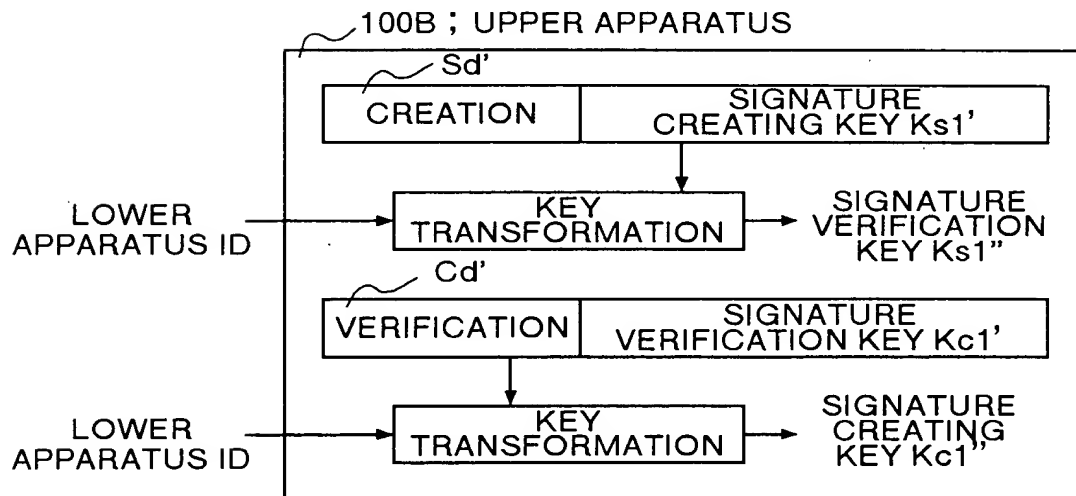 100B ; UPPER APPARATUS
Sd'
CREATION
SIGNATURE
CREATING KEY Ks1'
LOWER
APPARATUS ID
KEY
TRANSFORMATION
SIGNATURE
VERIFICATION
KEY Ks1"
Cd'
VERIFICATION
SIGNATURE
VERIFICATION KEY Kc1'
LOWER
APPARATUS ID
KEY
TRANSFORMATION
SIGNATURE
CREATING
KEY Kc1"